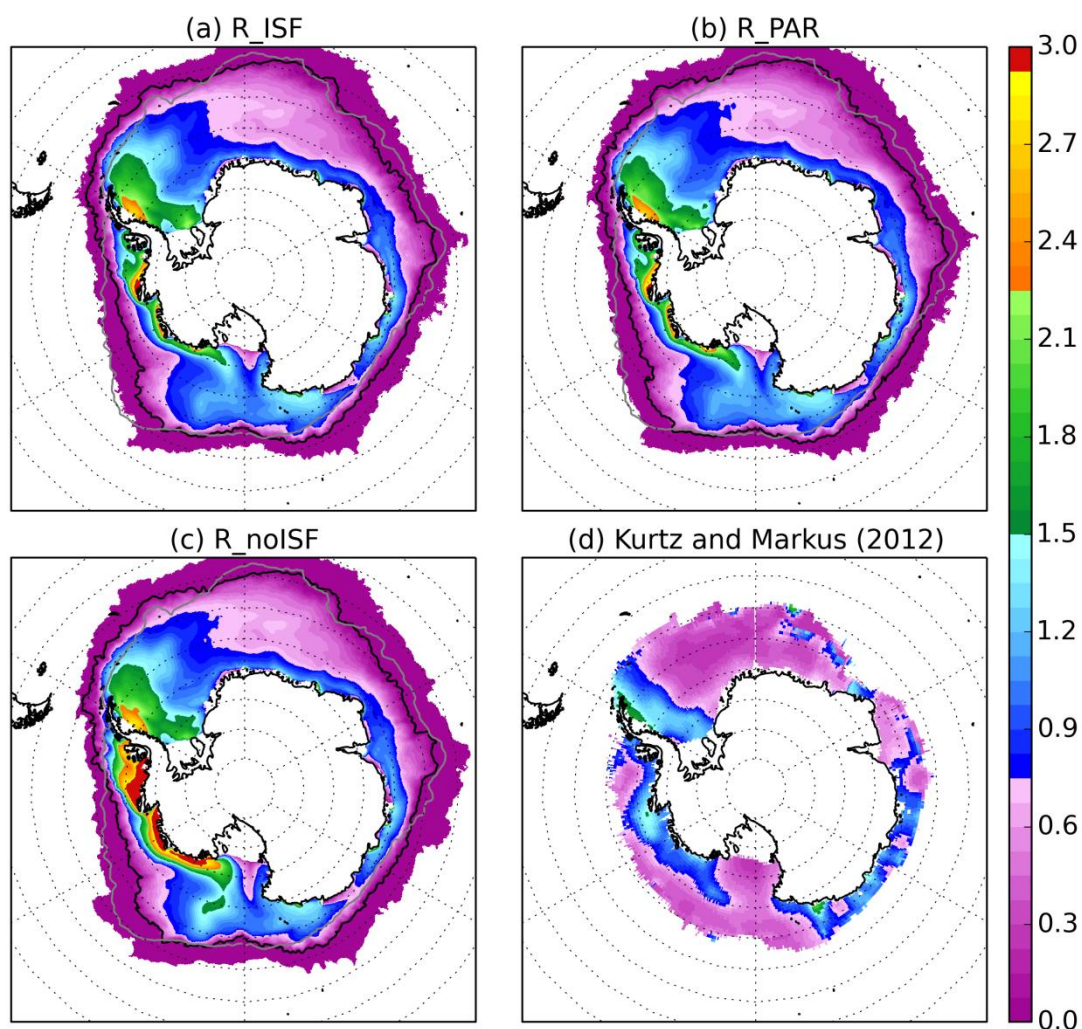 (a) R_ISF
(b) R_PAR
(c) R_noISF
(d) Kurtz and Markus (2012)
3.0
2.7
2.4
2.1
1.8
1.5
1.2
0.9
0.6
0.3
0.0